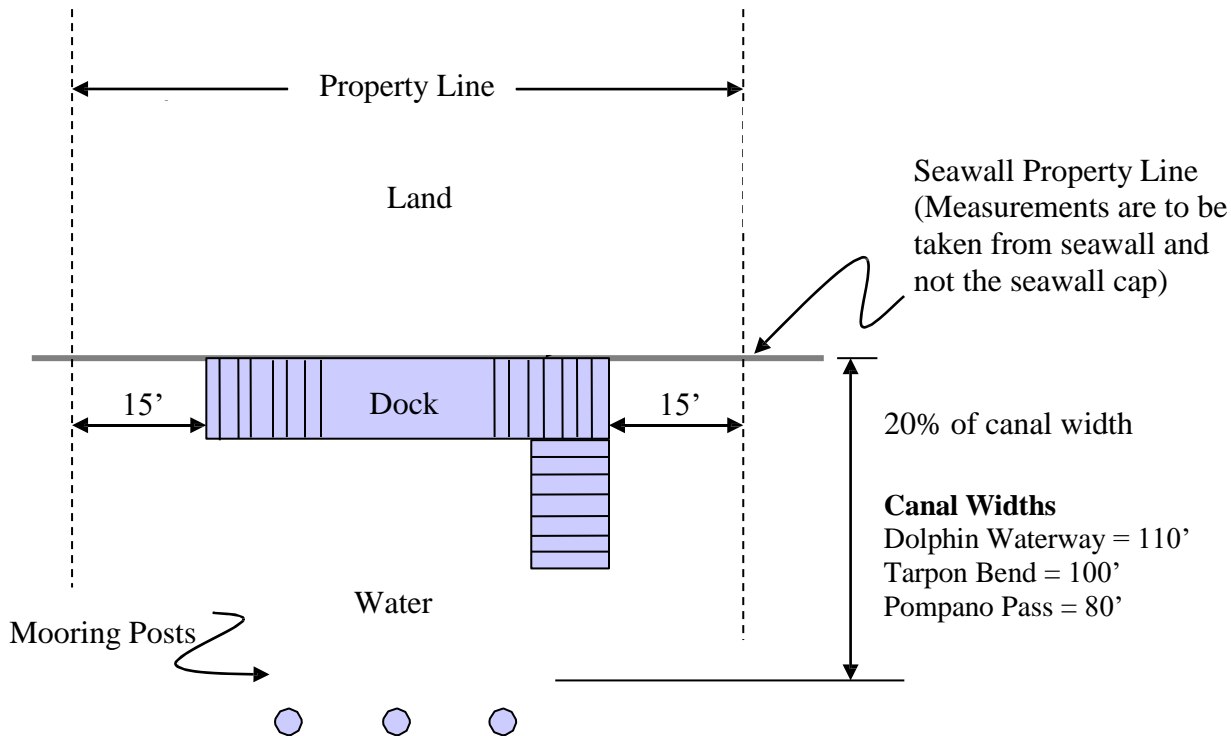 Property Line
Land
Seawall Property Line
(Measurements are to be
taken from seawall and
not the seawall cap)
15’
Dock
15’
20% of canal width
Canal Widths
Dolphin Waterway = 110’
Tarpon Bend = 100’
Pompano Pass = 80’
Water
Mooring Posts